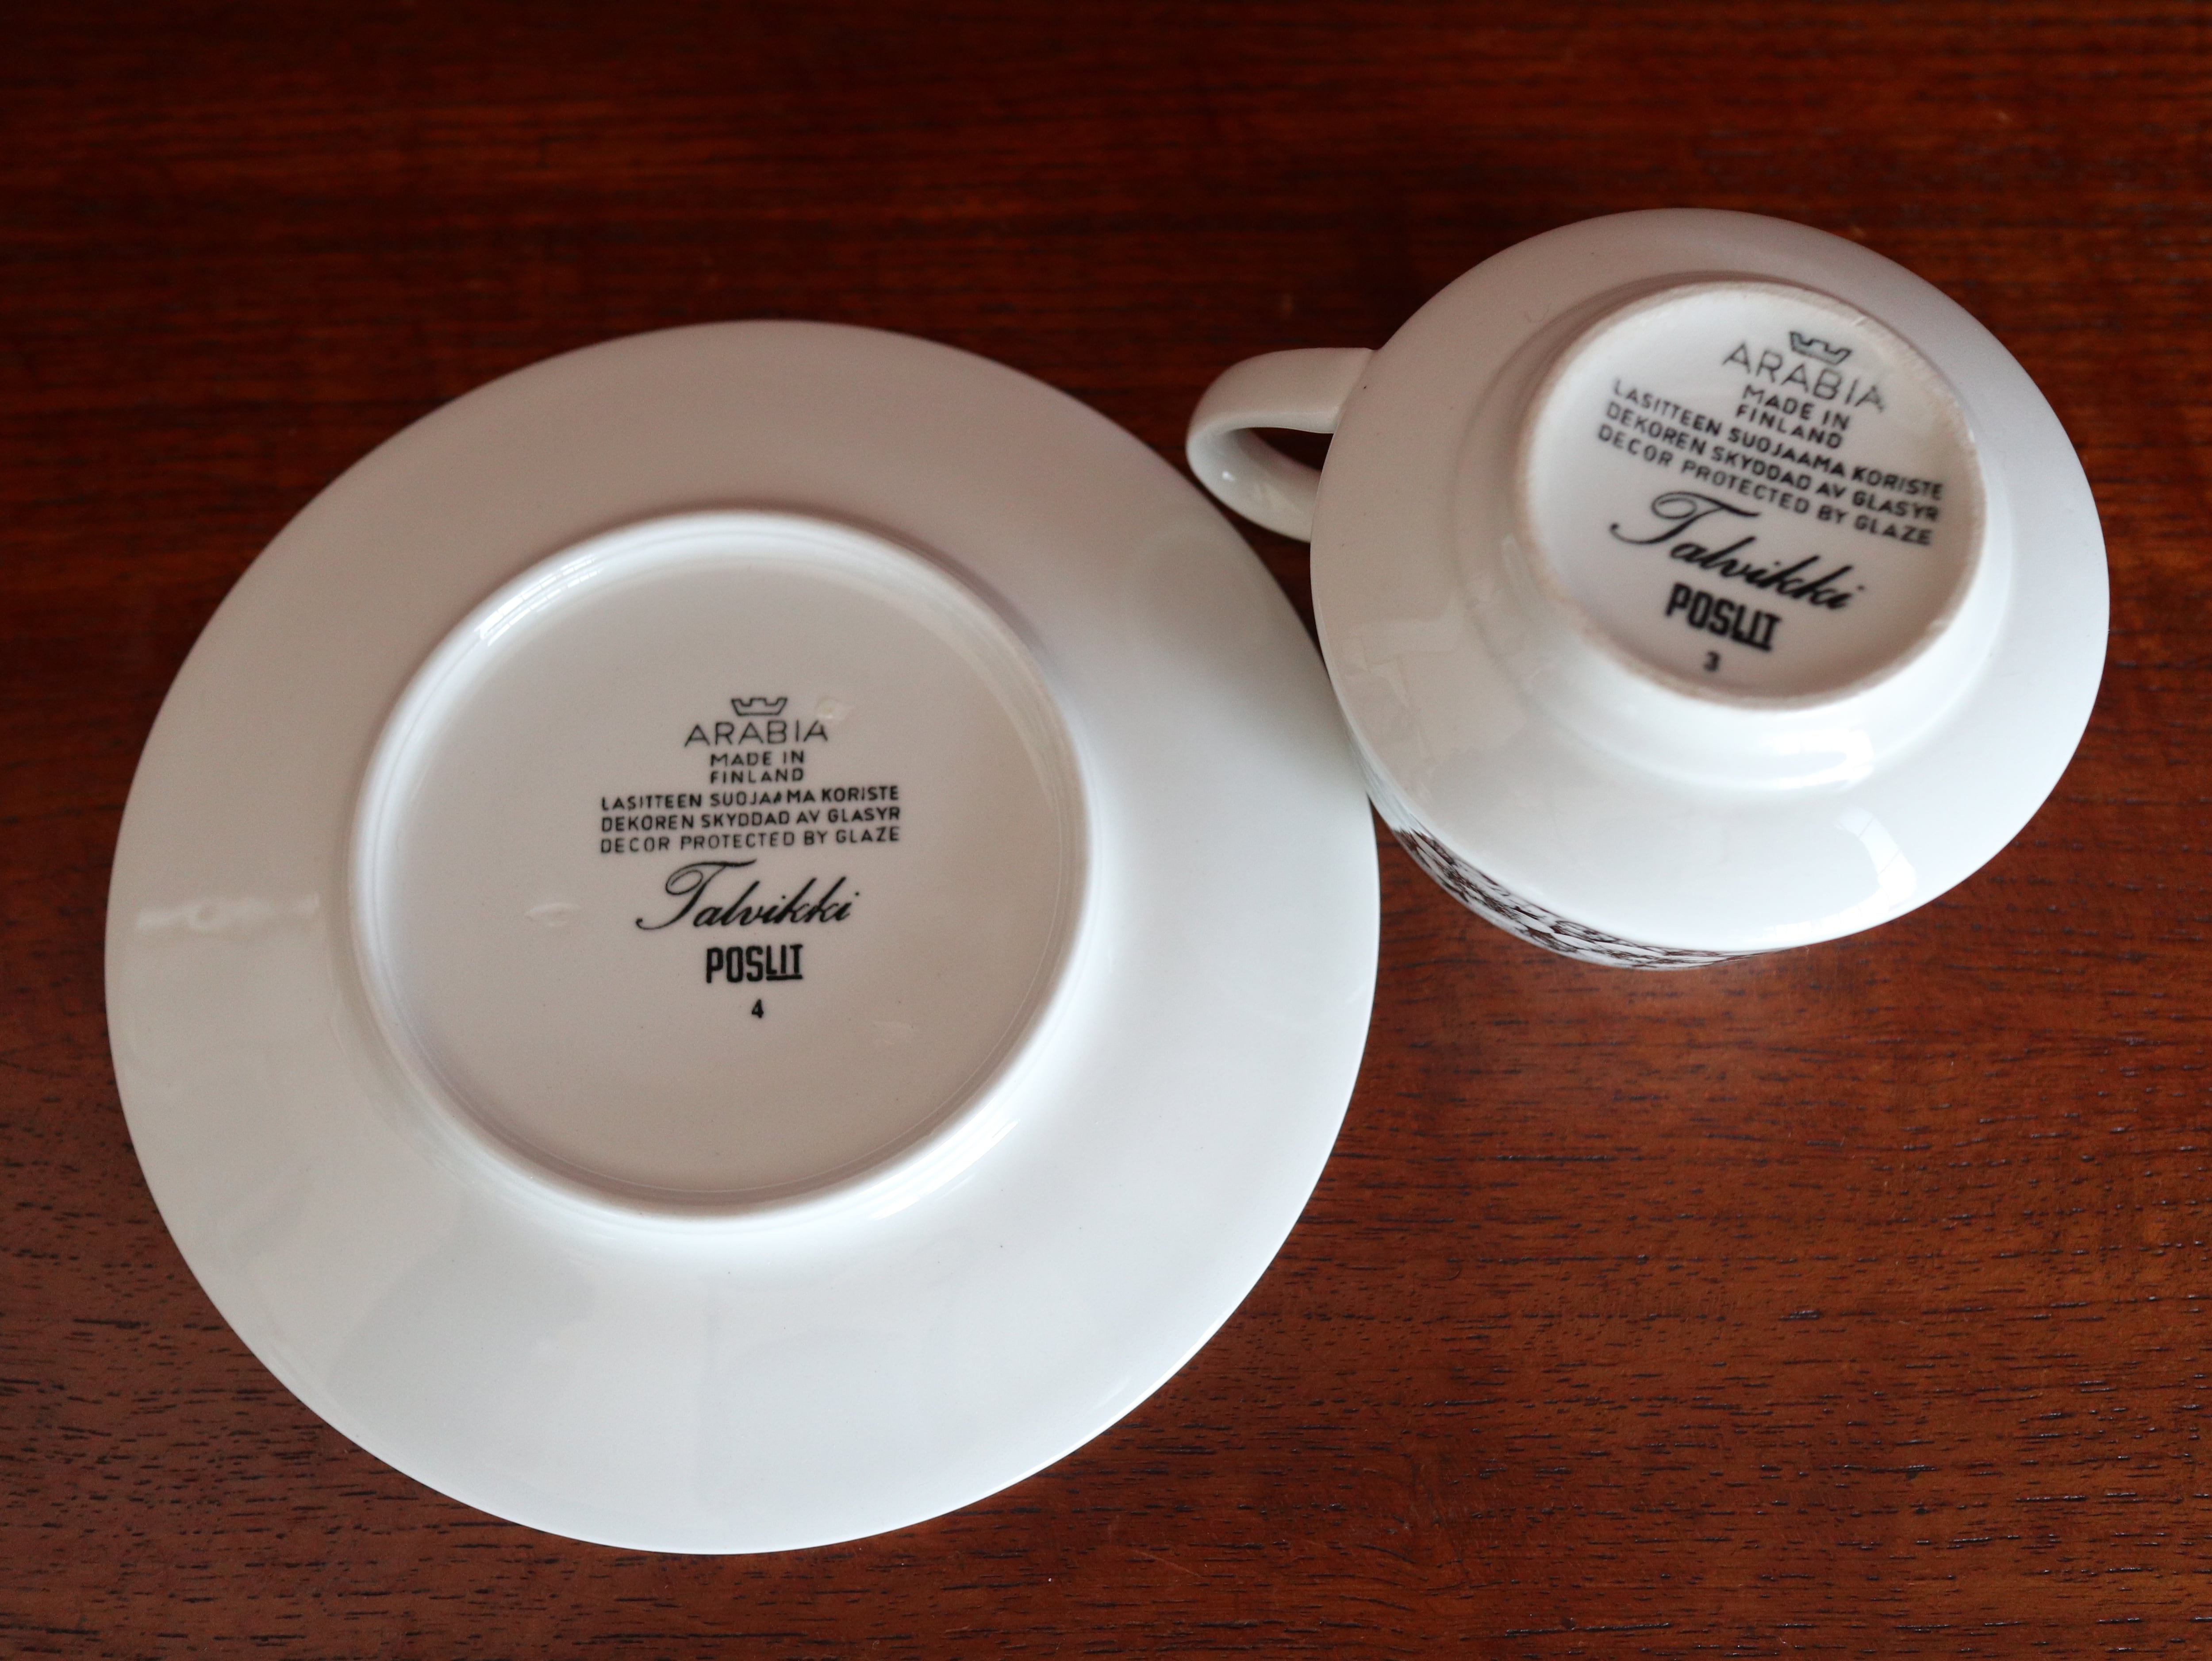 ARABIA
MADE IN
FINLAND
LASITTEEN SUOJAAMA KORISTE
DEKOREN SKYDDAD AV GLASYR
DECOR PROTECTED BY GLAZE
Talvikki
POSLIT
4
ARABIA
MADE IN
FINLAND
LASITTEEN SUOJAAMA KORISTE
DEKOREN SKYDDAD AV GLASYR
DECOR PROTECTED BY GLAZE
Talvikki
POSLIT
3